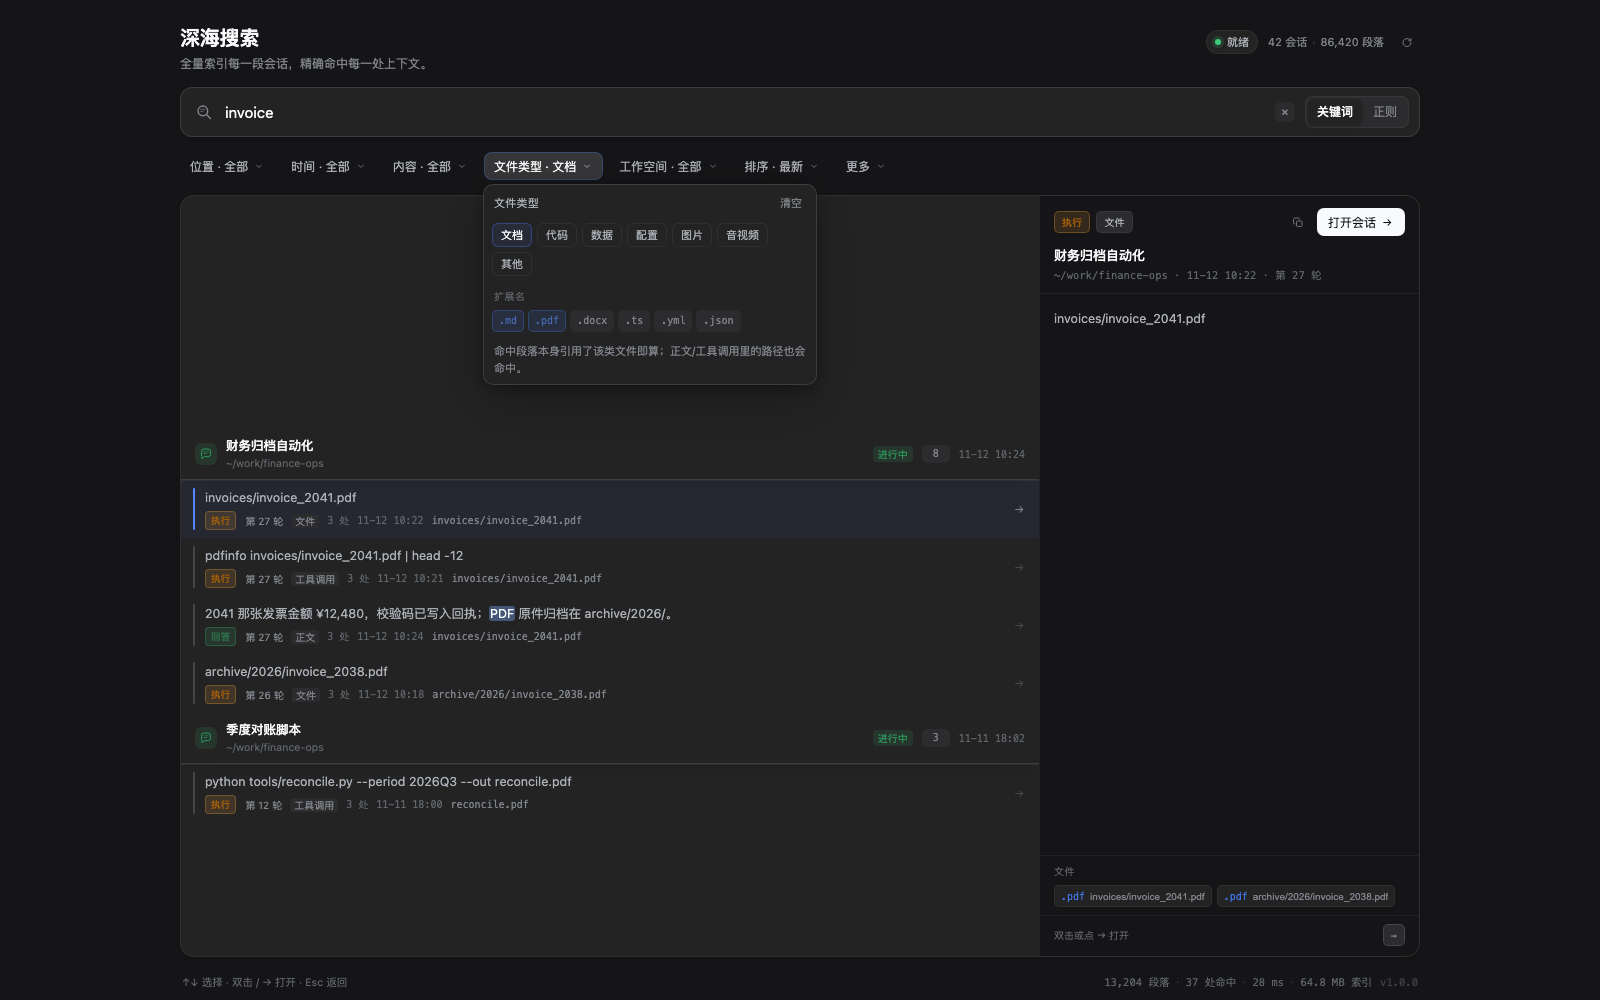 深海搜索
全量索引每一段会话，精确命中每一处上下文。
就绪 42 会话 · 86,420 段落
invoice
× 关键词 正则
位置 · 全部 时间 · 全部 内容 · 全部 文件类型 · 文档 工作空间 · 全部 排序 · 最新 更多
文件类型 清空
文档 代码 数据 配置 图片 音视频
其他
扩展名
.md .pdf .docx .ts .yml .json
命中段落本身引用了该类文件即算；正文/工具调用里的路径也会
命中。
财务归档自动化
~/work/finance-ops
进行中 8 11-12 10:24
invoices/invoice_2041.pdf →
执行 第 27 轮 文件 3 处 11-12 10:22 invoices/invoice_2041.pdf
pdfinfo invoices/invoice_2041.pdf | head -12 →
执行 第 27 轮 工具调用 3 处 11-12 10:21 invoices/invoice_2041.pdf
2041 那张发票金额 ¥12,480，校验码已写入回执；PDF 原件归档在 archive/2026/。 →
回答 第 27 轮 正文 3 处 11-12 10:24 invoices/invoice_2041.pdf
archive/2026/invoice_2038.pdf →
执行 第 26 轮 文件 3 处 11-12 10:18 archive/2026/invoice_2038.pdf
季度对账脚本
~/work/finance-ops
进行中 3 11-11 18:02
python tools/reconcile.py --period 2026Q3 --out reconcile.pdf →
执行 第 12 轮 工具调用 3 处 11-11 18:00 reconcile.pdf
执行 文件 打开会话 →
财务归档自动化
~/work/finance-ops · 11-12 10:22 · 第 27 轮
invoices/invoice_2041.pdf
文件
.pdf invoices/invoice_2041.pdf .pdf archive/2026/invoice_2038.pdf
双击或点 → 打开 →
↑↓ 选择 · 双击 / → 打开 · Esc 返回
13,204 段落 · 37 处命中 · 28 ms · 64.8 MB 索引 v1.0.0